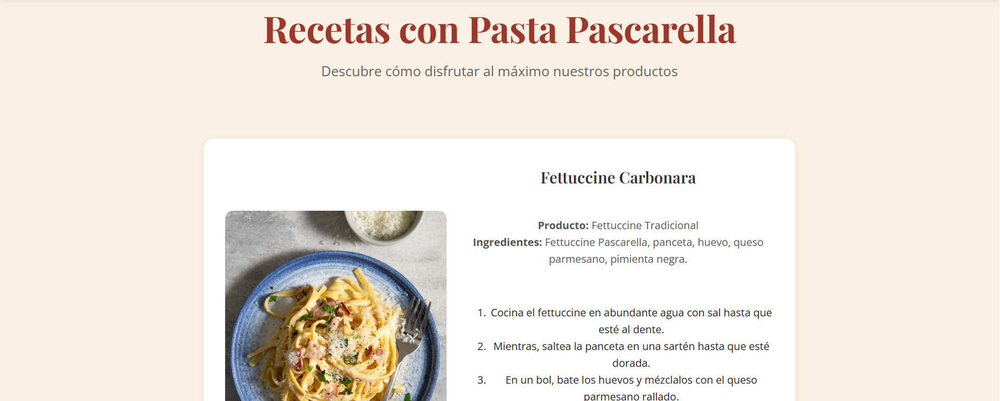 Recetas con Pasta Pascarella
Descubre cómo disfrutar al máximo nuestros productos
Fettuccine Carbonara
Producto: Fettuccine Tradicional
Ingredientes: Fettuccine Pascarella, panceta, huevo, queso
parmesano, pimienta negra.
1. Cocina el fettuccine en abundante agua con sal hasta que
esté al dente.
2. Mientras, saltea la panceta en una sartén hasta que esté
dorada.
3. En un bol, bate los huevos y mézclalos con el queso
parmesano rallado.